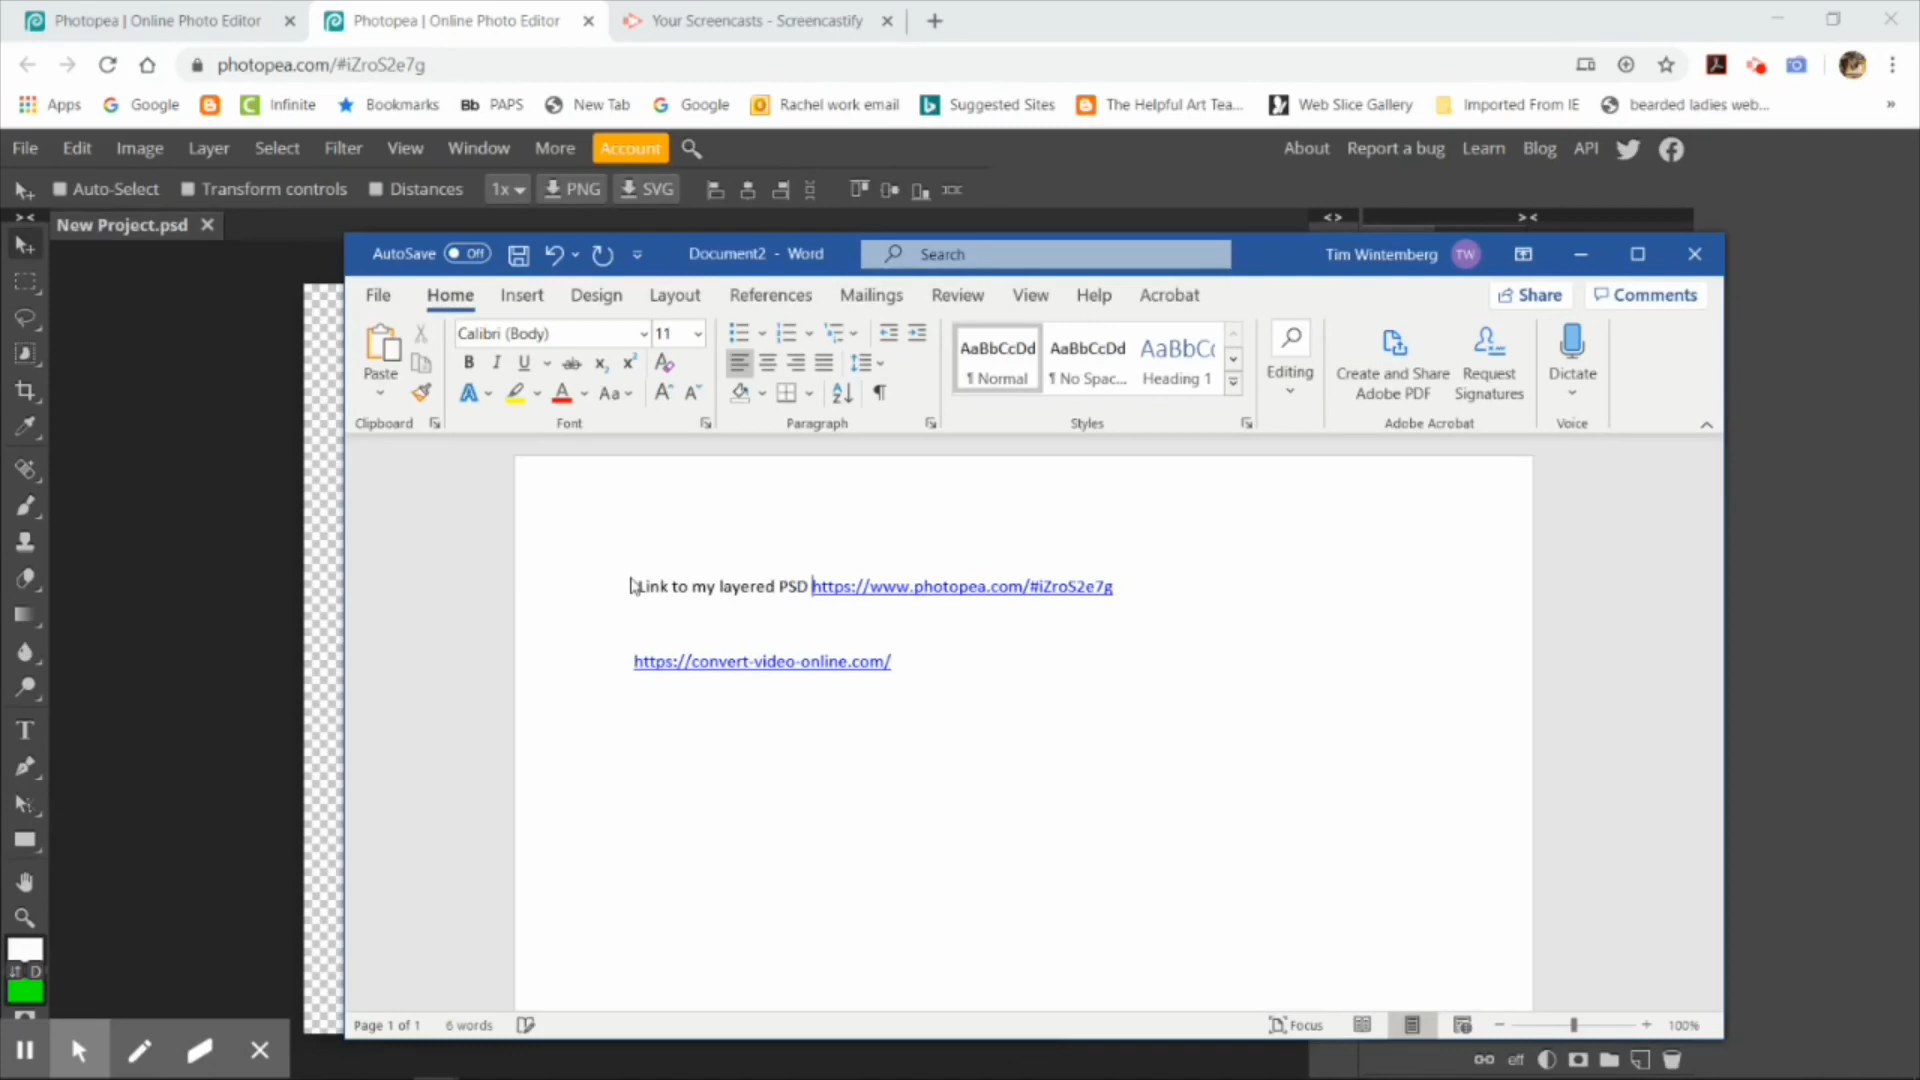 Photopea | Online Photo Editor
Photopea | Online Photo Editor
Your Screencasts - Screencastify
photopea.com/#iZroS2e7g
Apps Google Infinite Bookmarks Bb PAPS New Tab Google Rachel work email Suggested Sites The Helpful Art Tea... Web Slice Gallery Imported From IE bearded ladies web... »
File Edit Image Layer Select Filter View Window More Account About Report a bug Learn Blog API
Auto-Select Transform controls Distances 1x PNG SVG
New Project.psd
AutoSave Off Document2 - Word Search Tim Wintemberg TW
File Home Insert Design Layout References Mailings Review View Help Acrobat Share Comments
Calibri (Body) 11
AaBbCcDd AaBbCcDd AaBbCc
Paste
¶ Normal ¶ No Spac... Heading 1
Editing
Create and Share Adobe PDF
Request Signatures
Dictate
Clipboard Font Paragraph Styles Adobe Acrobat Voice
Link to my layered PSD https://www.photopea.com/#iZroS2e7g
https://convert-video-online.com/
D
Page 1 of 1 6 words Focus 100%
eff